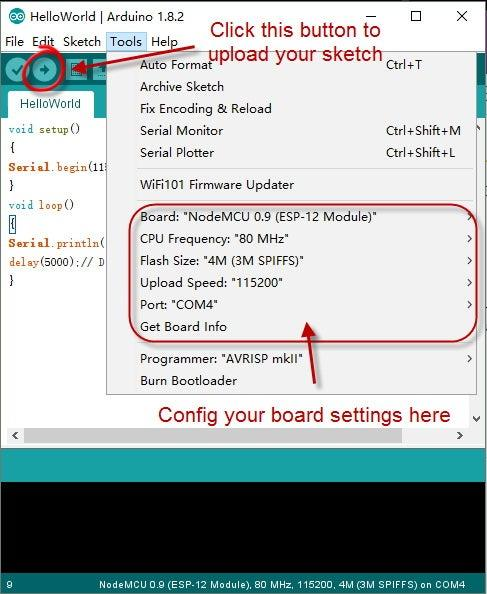 HelloWorld | Arduino 1.8.2
File Edit Sketch Tools Help
Click this button to
upload your sketch
HelloWorld
void setup()
{
Serial.begin(115
}
void loop()
{
Serial.println(
delay(5000);// D
}
Auto Format Ctrl+T
Archive Sketch
Fix Encoding & Reload
Serial Monitor Ctrl+Shift+M
Serial Plotter Ctrl+Shift+L
WiFi101 Firmware Updater
Board: "NodeMCU 0.9 (ESP-12 Module)"
CPU Frequency: "80 MHz"
Flash Size: "4M (3M SPIFFS)"
Upload Speed: "115200"
Port: "COM4"
Get Board Info
Programmer: "AVRISP mkII"
Burn Bootloader
Config your board settings here
9 NodeMCU 0.9 (ESP-12 Module), 80 MHz, 115200, 4M (3M SPIFFS) on COM4